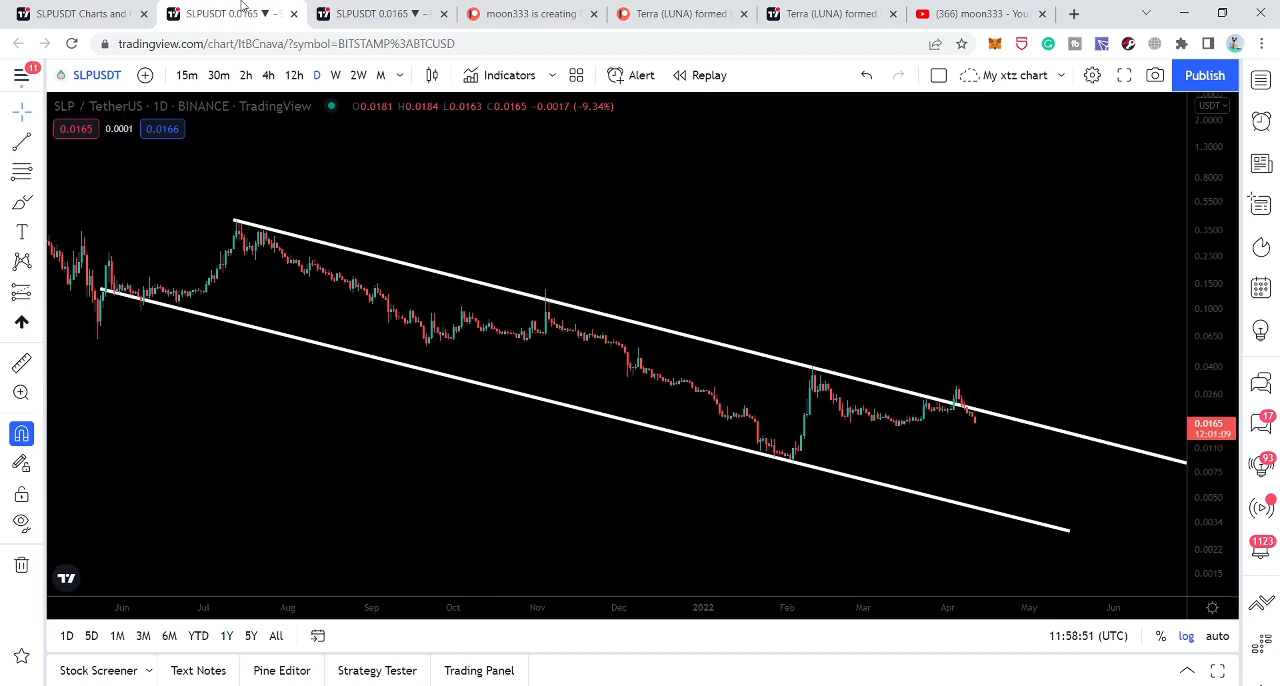 SLPUSDT Charts and
SLPUSDT 0.0165 ▼ −
SLPUSDT 0.0165 ▼ −
moon333 is creating
Terra (LUNA) formed
Terra (LUNA) formed
(366) moon333 - You
tradingview.com/chart/ItBCnava/?symbol=BITSTAMP%3ABTCUSD
11
SLPUSDT
15m 30m 2h 4h 12h D W 2W M
Indicators
Alert
Replay
My xtz chart
Publish
SLP / TetherUS · 1D · BINANCE · TradingView
O0.0181 H0.0184 L0.0163 C0.0165 −0.0017 (−9.34%)
USDT
0.0165 0.0001 0.0166
2.0000
1.3000
0.8000
0.5500
0.3500
0.2300
0.1500
0.1000
0.0650
0.0400
0.0260
0.0165
12:01:09
0.0110
0.0075
0.0050
0.0034
0.0022
0.0015
17
93
1123
Jun Jul Aug Sep Oct Nov Dec 2022 Feb Mar Apr May Jun
1D 5D 1M 3M 6M YTD 1Y 5Y All
11:58:51 (UTC) % log auto
Stock Screener Text Notes Pine Editor Strategy Tester Trading Panel